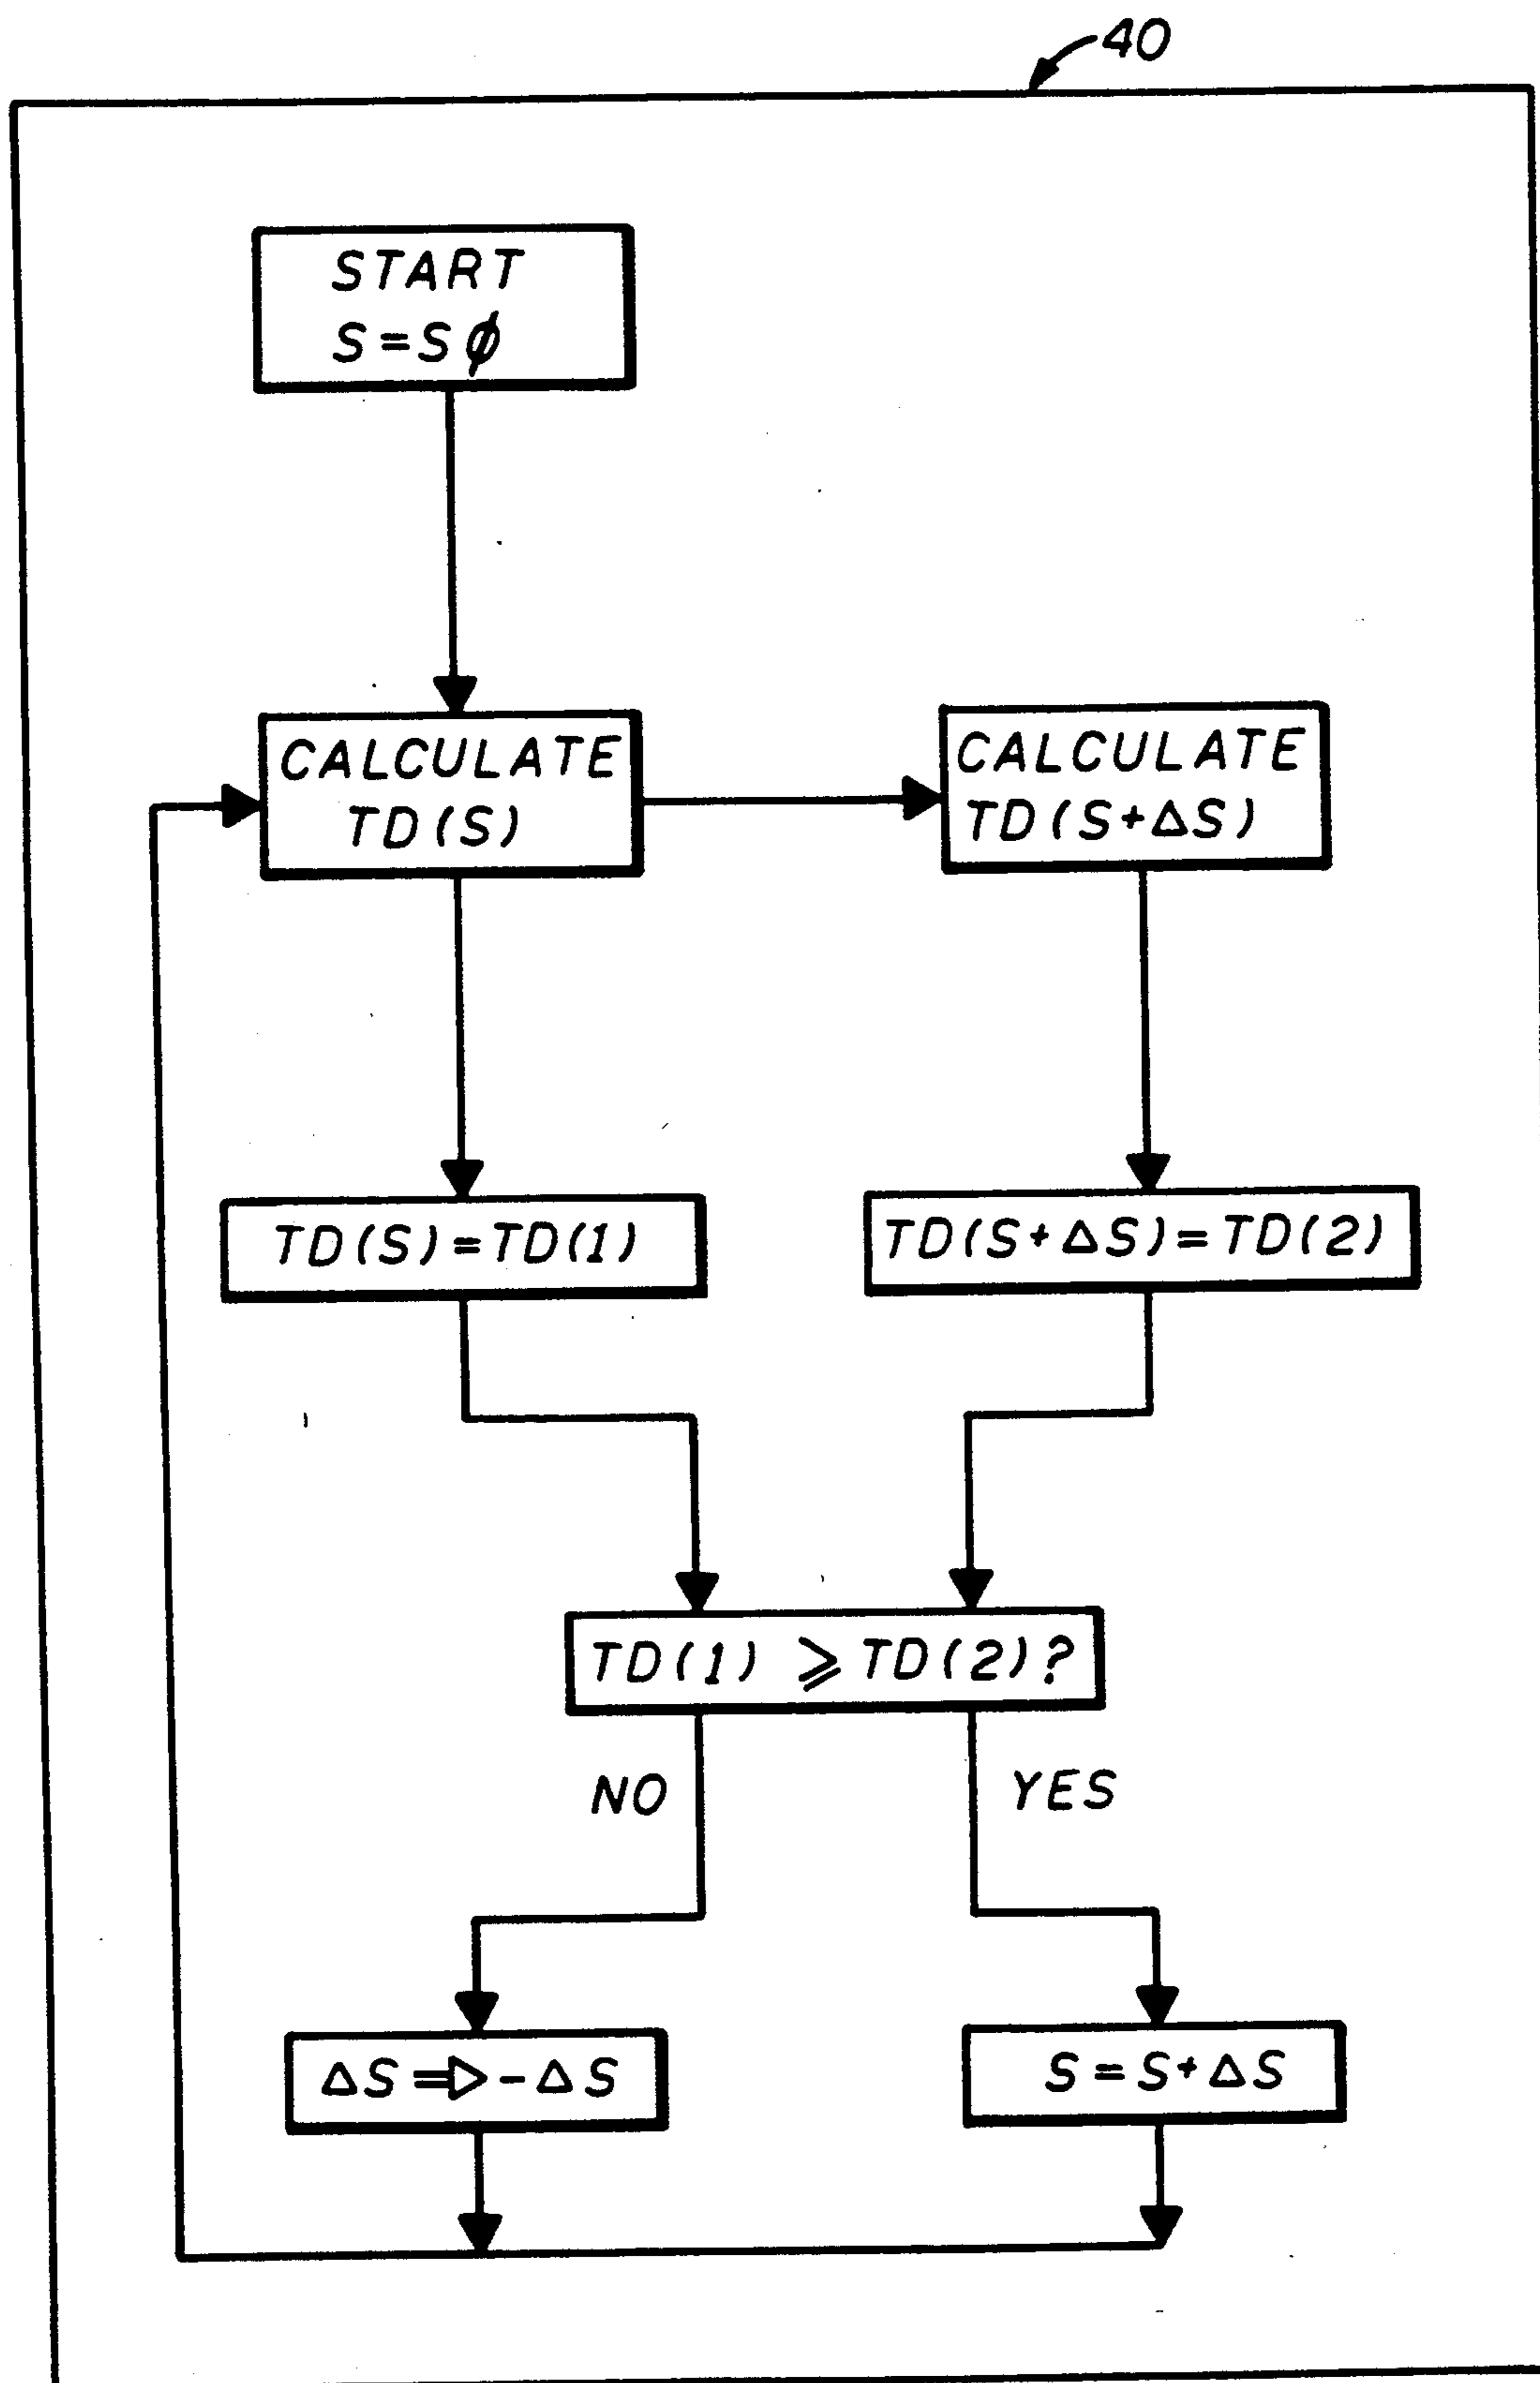 40
START
S=SØ
CALCULATE
TD(S)
CALCULATE
TD(S+ΔS)
TD(S)=TD(1)
TD(S+ΔS)=TD(2)
TD(1) ⩾ TD(2)?
NO
YES
ΔS⇒-ΔS
S=S+ΔS